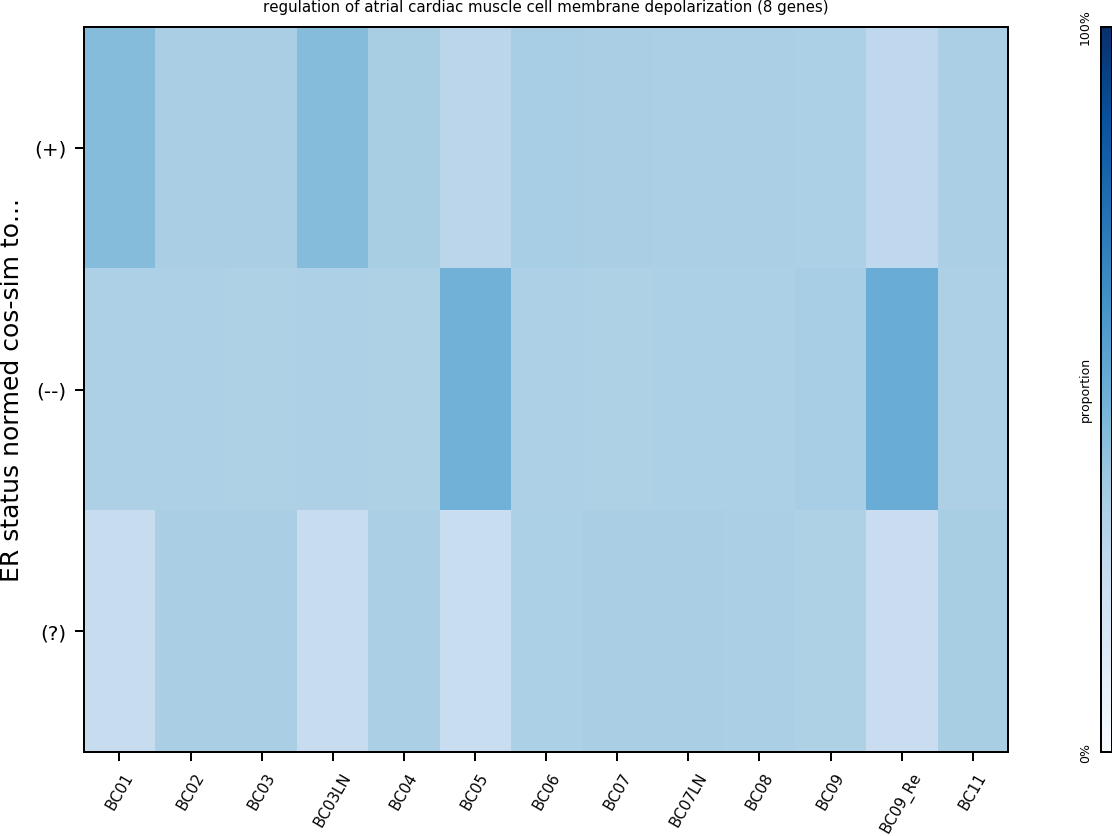 regulation of atrial cardiac muscle cell membrane depolarization (8 genes)
ER status normed cos-sim to...
(+)
(--)
(?)
BC01
BC02
BC03
BC03LN
BC04
BC05
BC06
BC07
BC07LN
BC08
BC09
BC09_Re
BC11
100%
proportion
0%